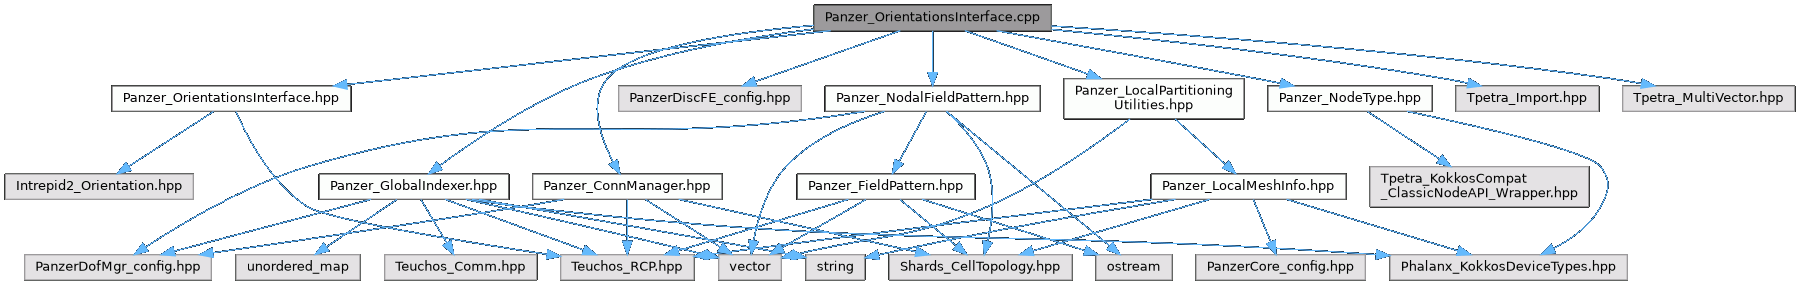 Panzer_OrientationsInterface.cpp
Panzer_OrientationsInterface.hpp
PanzerDiscFE_config.hpp
Panzer_NodalFieldPattern.hpp
Panzer_LocalPartitioning
Utilities.hpp
Panzer_NodeType.hpp
Tpetra_Import.hpp
Tpetra_MultiVector.hpp
Intrepid2_Orientation.hpp
Panzer_GlobalIndexer.hpp
Panzer_ConnManager.hpp
Panzer_FieldPattern.hpp
Panzer_LocalMeshInfo.hpp
Tpetra_KokkosCompat
_ClassicNodeAPI_Wrapper.hpp
PanzerDofMgr_config.hpp
unordered_map
Teuchos_Comm.hpp
Teuchos_RCP.hpp
vector
string
Shards_CellTopology.hpp
ostream
PanzerCore_config.hpp
Phalanx_KokkosDeviceTypes.hpp